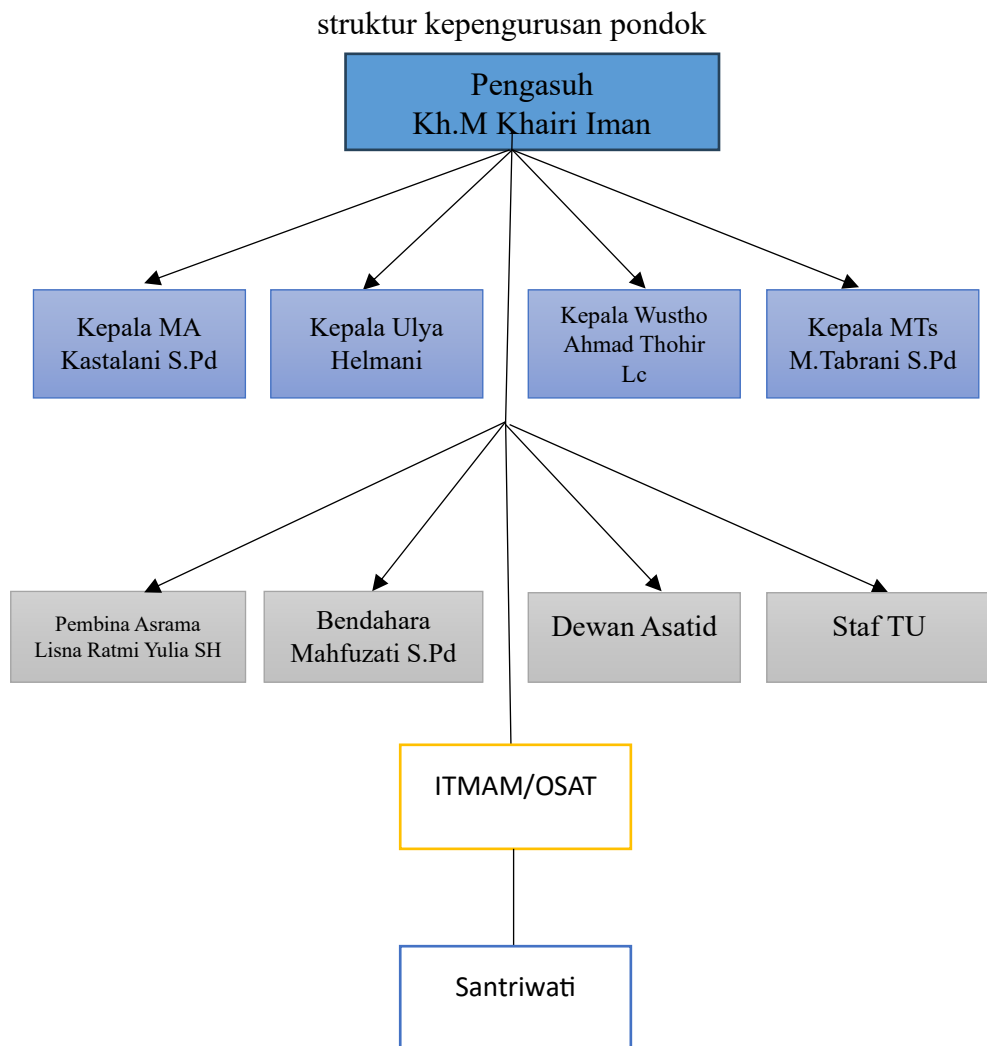 struktur kepengurusan pondok
Pengasuh
Kh.M Khairi Iman
Kepala MA
Kastalani S.Pd
Kepala Ulya
Helmani
Kepala Wustho
Ahmad Thohir
Lc
Kepala MTs
M.Tabrani S.Pd
Pembina Asrama
Lisna Ratmi Yulia SH
Bendahara
Mahfuzati S.Pd
Dewan Asatid
Staf TU
ITMAM/OSAT
Santriwati